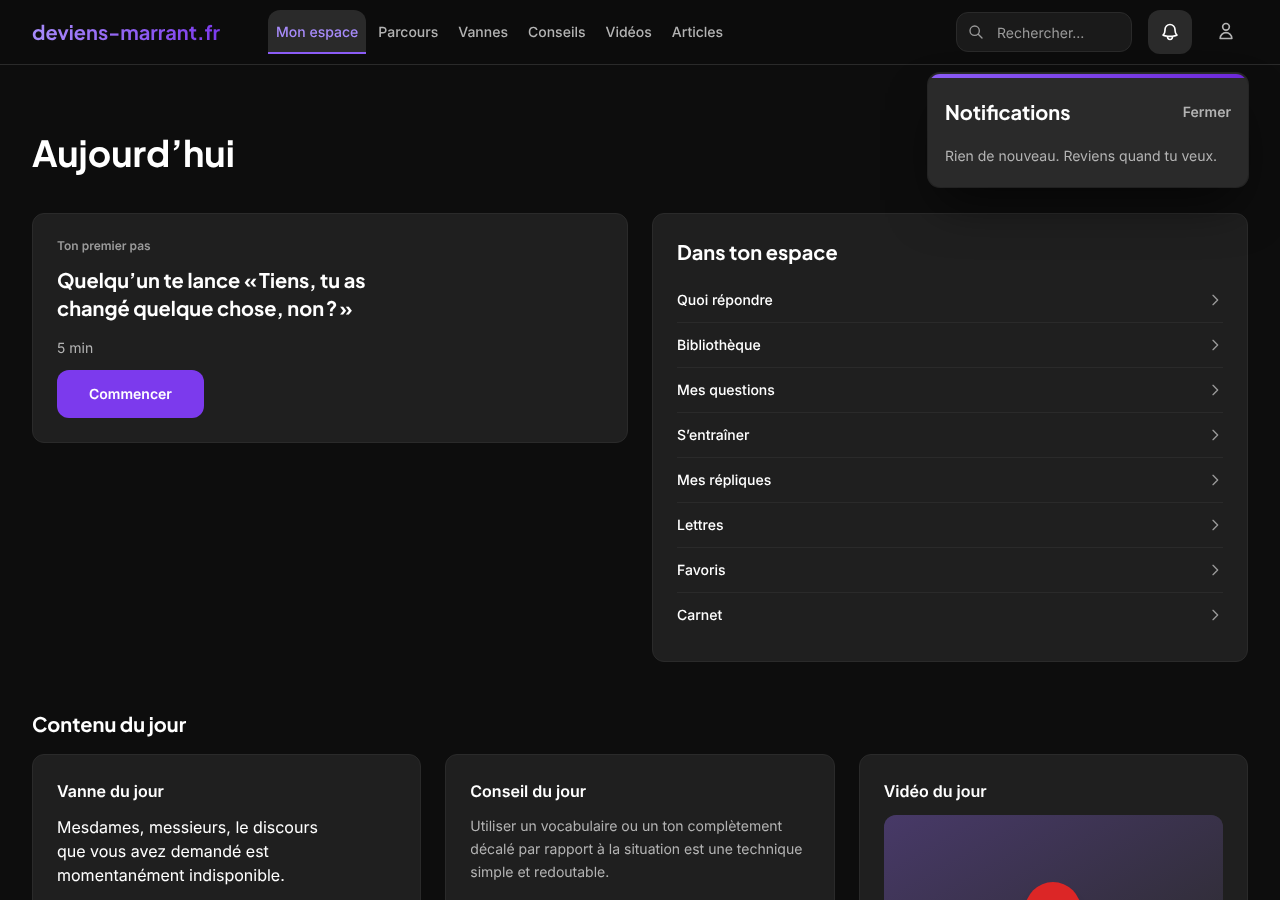 deviens-marrant.fr
Mon espace
Parcours
Vannes
Conseils
Vidéos
Articles
Rechercher...
Notifications
Fermer
Rien de nouveau. Reviens quand tu veux.
Aujourd’hui
Ton premier pas
Quelqu’un te lance « Tiens, tu as
changé quelque chose, non ? »
5 min
Commencer
Dans ton espace
Quoi répondre
Bibliothèque
Mes questions
S’entraîner
Mes répliques
Lettres
Favoris
Carnet
Contenu du jour
Vanne du jour
Mesdames, messieurs, le discours
que vous avez demandé est
momentanément indisponible.
Conseil du jour
Utiliser un vocabulaire ou un ton complètement
décalé par rapport à la situation est une technique
simple et redoutable.
Vidéo du jour